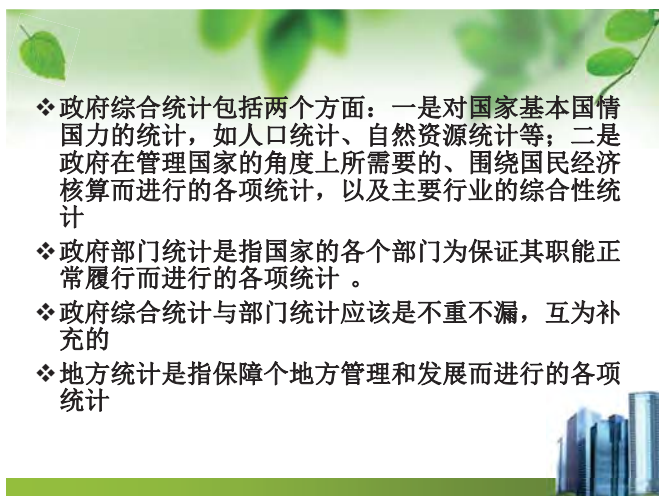 ❖政府综合统计包括两个方面：一是对国家基本国情
国力的统计，如人口统计、自然资源统计等；二是
政府在管理国家的角度上所需要的、围绕国民经济
核算而进行的各项统计，以及主要行业的综合性统
计
❖政府部门统计是指国家的各个部门为保证其职能正
常履行而进行的各项统计 。
❖政府综合统计与部门统计应该是不重不漏，互为补
充的
❖地方统计是指保障个地方管理和发展而进行的各项
统计